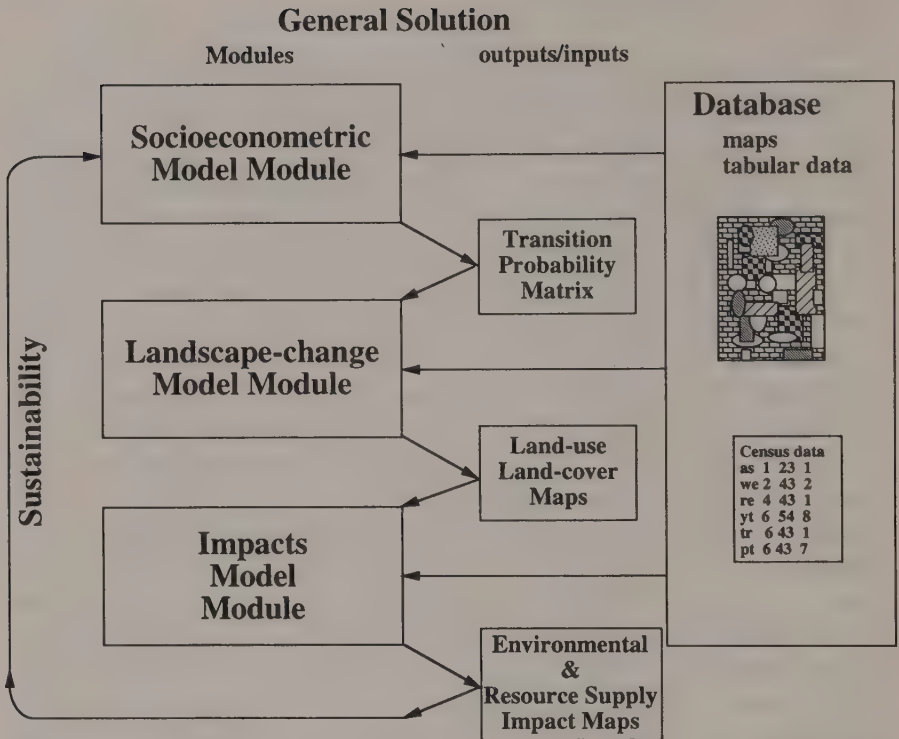 General Solution
Modules
outputs/inputs
Socioeconometric
Model Module
Transition
Probability
Matrix
Landscape-change
Model Module
Land-use
Land-cover
Maps
Impacts
Model
Module
Environmental
&
Resource Supply
Impact Maps
Sustainability
Database
maps
tabular data
Census data
as 1 23 1
we 2 43 2
re 4 43 1
yt 6 54 8
tr 6 43 1
pt 6 43 7